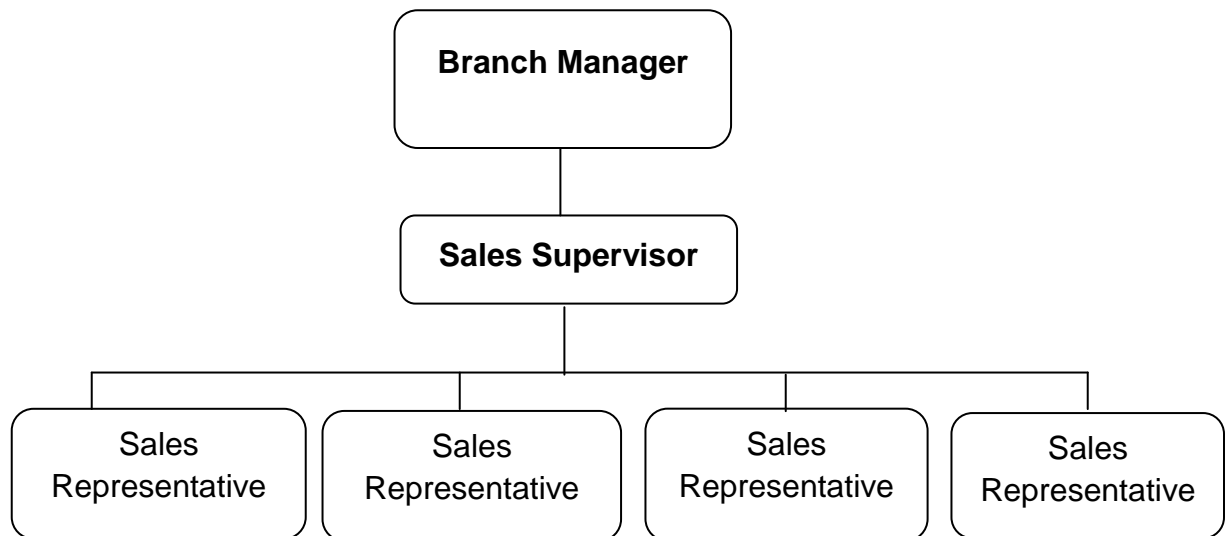 Branch Manager
Sales Supervisor
Sales
Representative
Sales
Representative
Sales
Representative
Sales
Representative